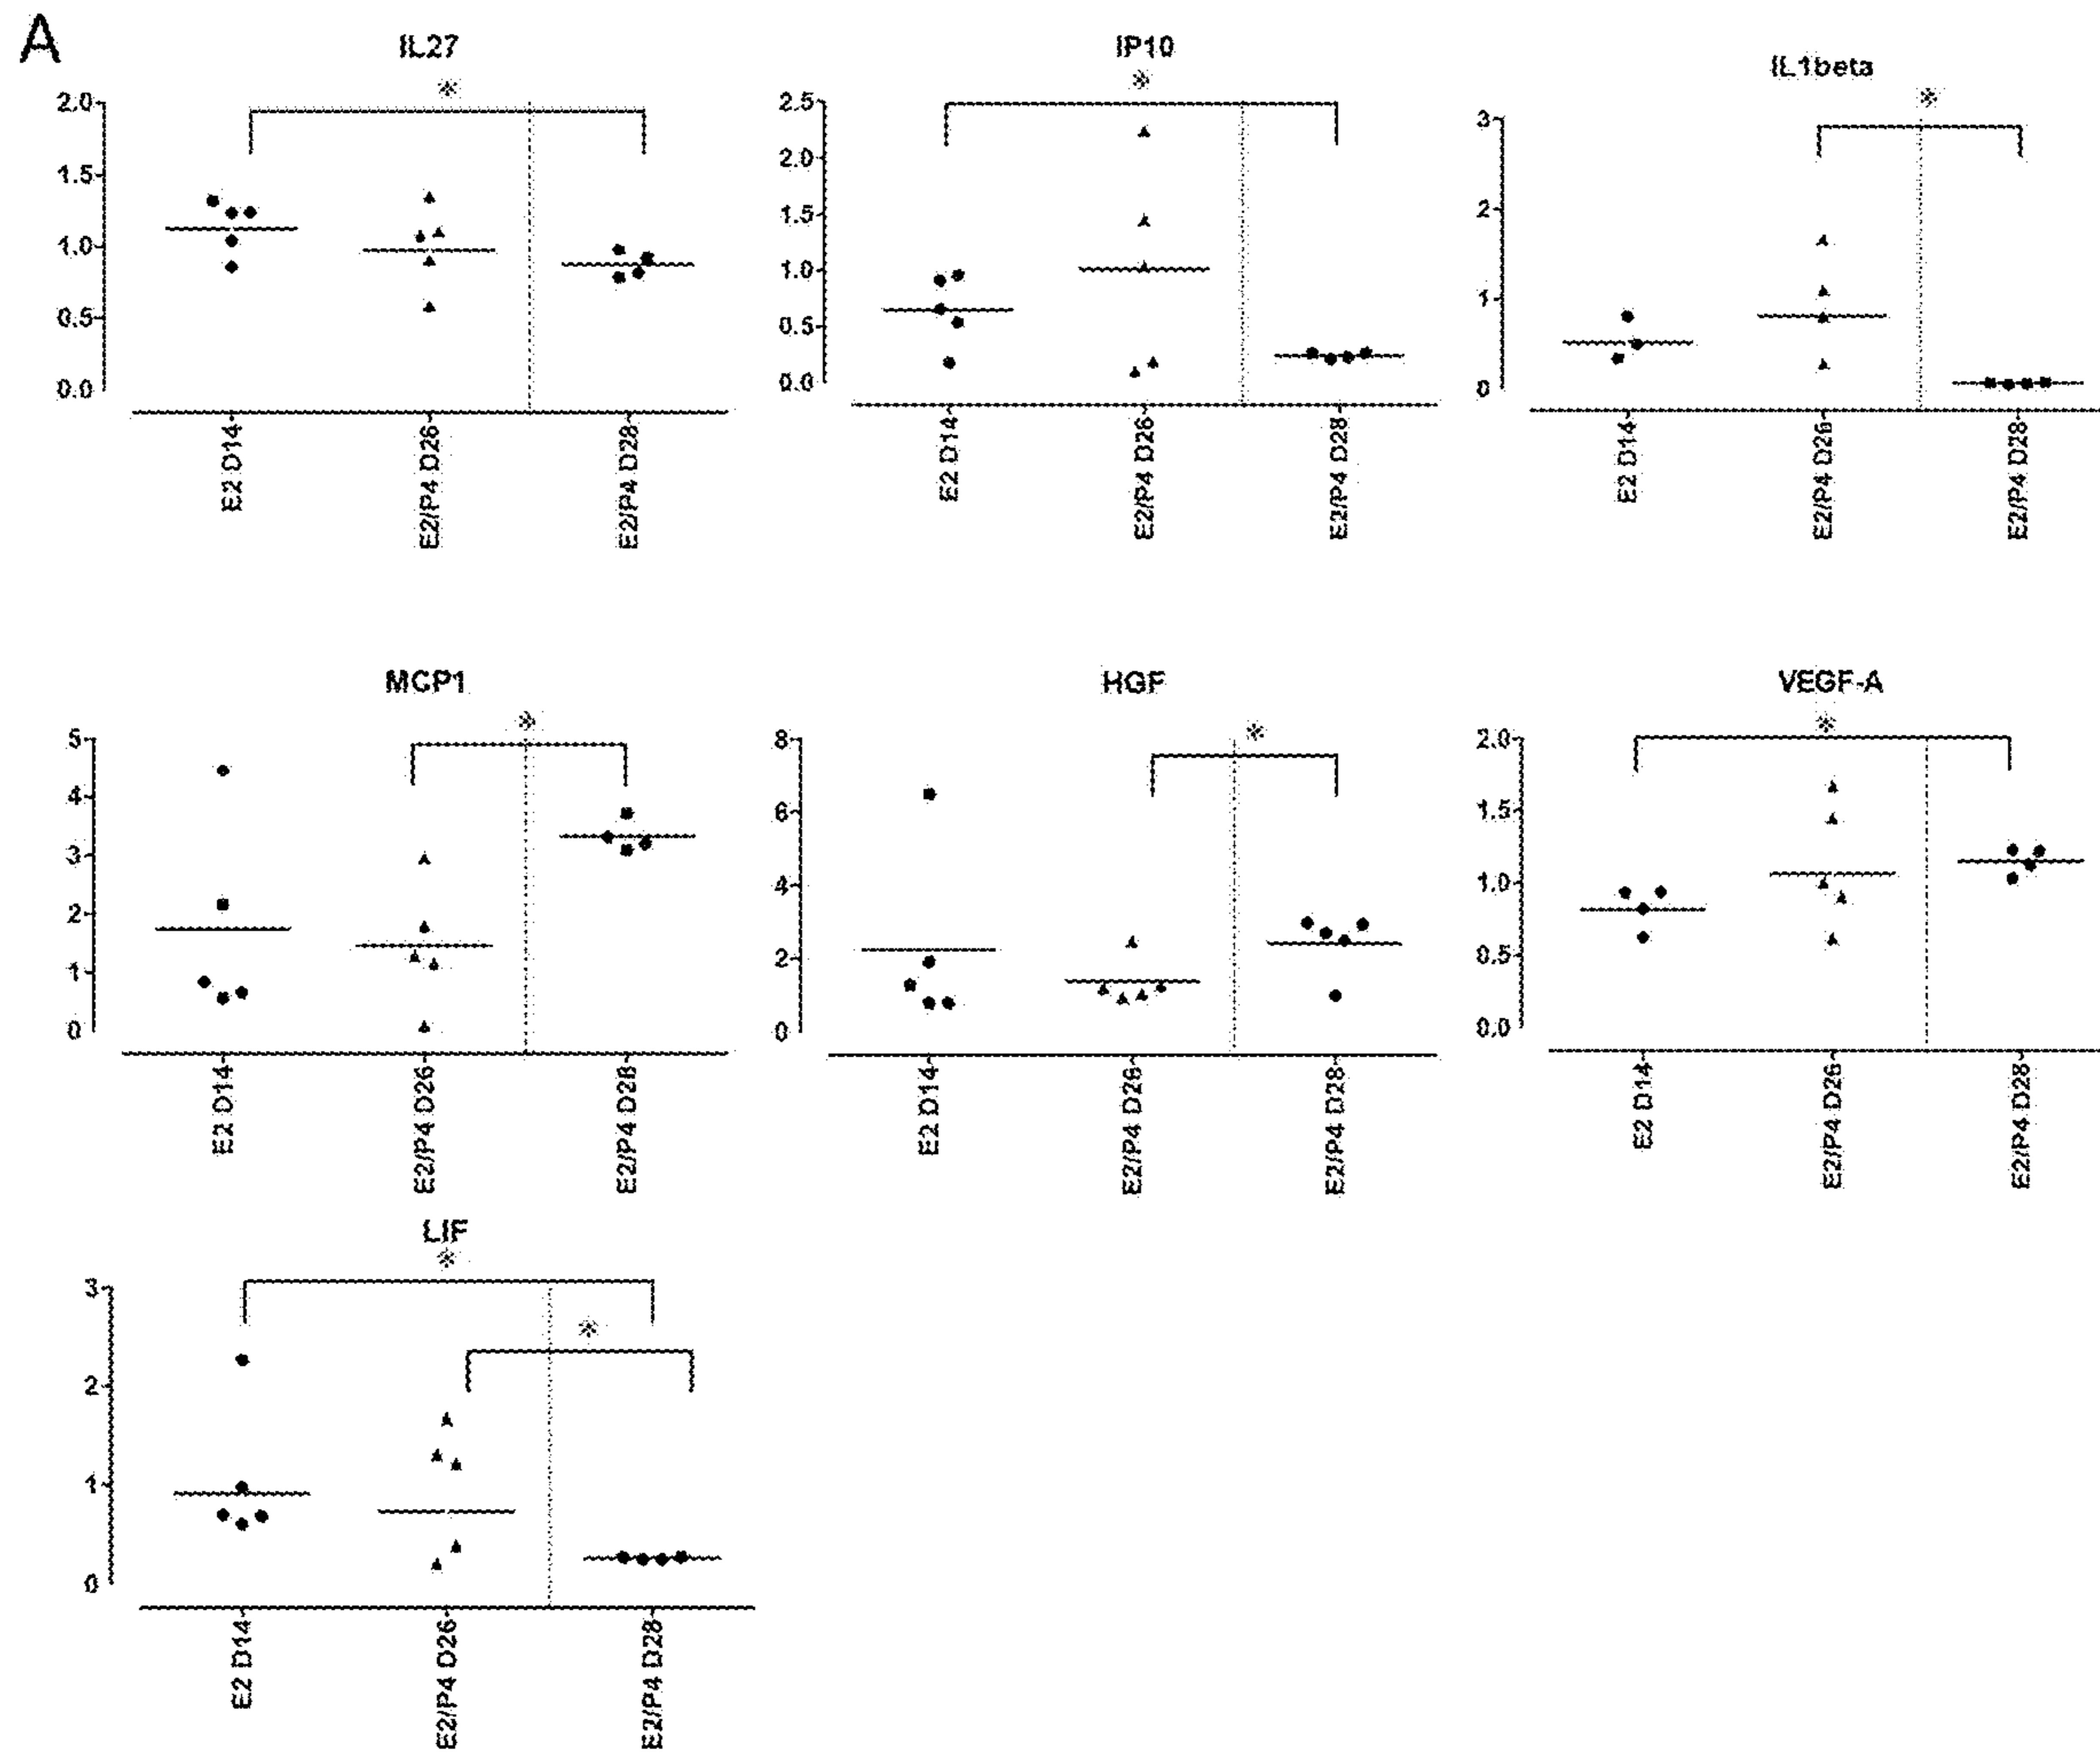 A
IL27
*
2.0
1.5
1.0
0.5
0.0
E2 D14
E2/P4 D26
E2/P4 D28
IP10
*
2.5
2.0
1.5
1.0
0.5
0.0
E2 D14
E2/P4 D26
E2/P4 D28
IL1beta
*
3
2
1
0
E2 D14
E2/P4 D26
E2/P4 D28
MCP1
*
5
4
3
2
1
0
E2 D14
E2/P4 D26
E2/P4 D28
HGF
*
8
6
4
2
0
E2 D14
E2/P4 D26
E2/P4 D28
VEGF-A
*
2.0
1.5
1.0
0.5
0.0
E2 D14
E2/P4 D26
E2/P4 D28
LIF
*
*
3
2
1
0
E2 D14
E2/P4 D26
E2/P4 D28